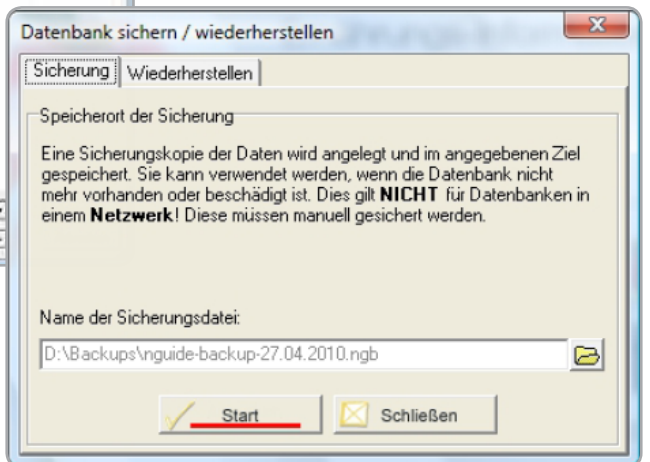 Datenbank sichern / wiederherstellen
Sicherung Wiederherstellen
Speicherort der Sicherung
Eine Sicherungskopie der Daten wird angelegt und im angegebenen Ziel
gespeichert. Sie kann verwendet werden, wenn die Datenbank nicht
mehr vorhanden oder beschädigt ist. Dies gilt NICHT für Datenbanken in
einem Netzwerk! Diese müssen manuell gesichert werden.
Name der Sicherungsdatei:
D:\Backups\nguide-backup-27.04.2010.ngb
Start Schließen